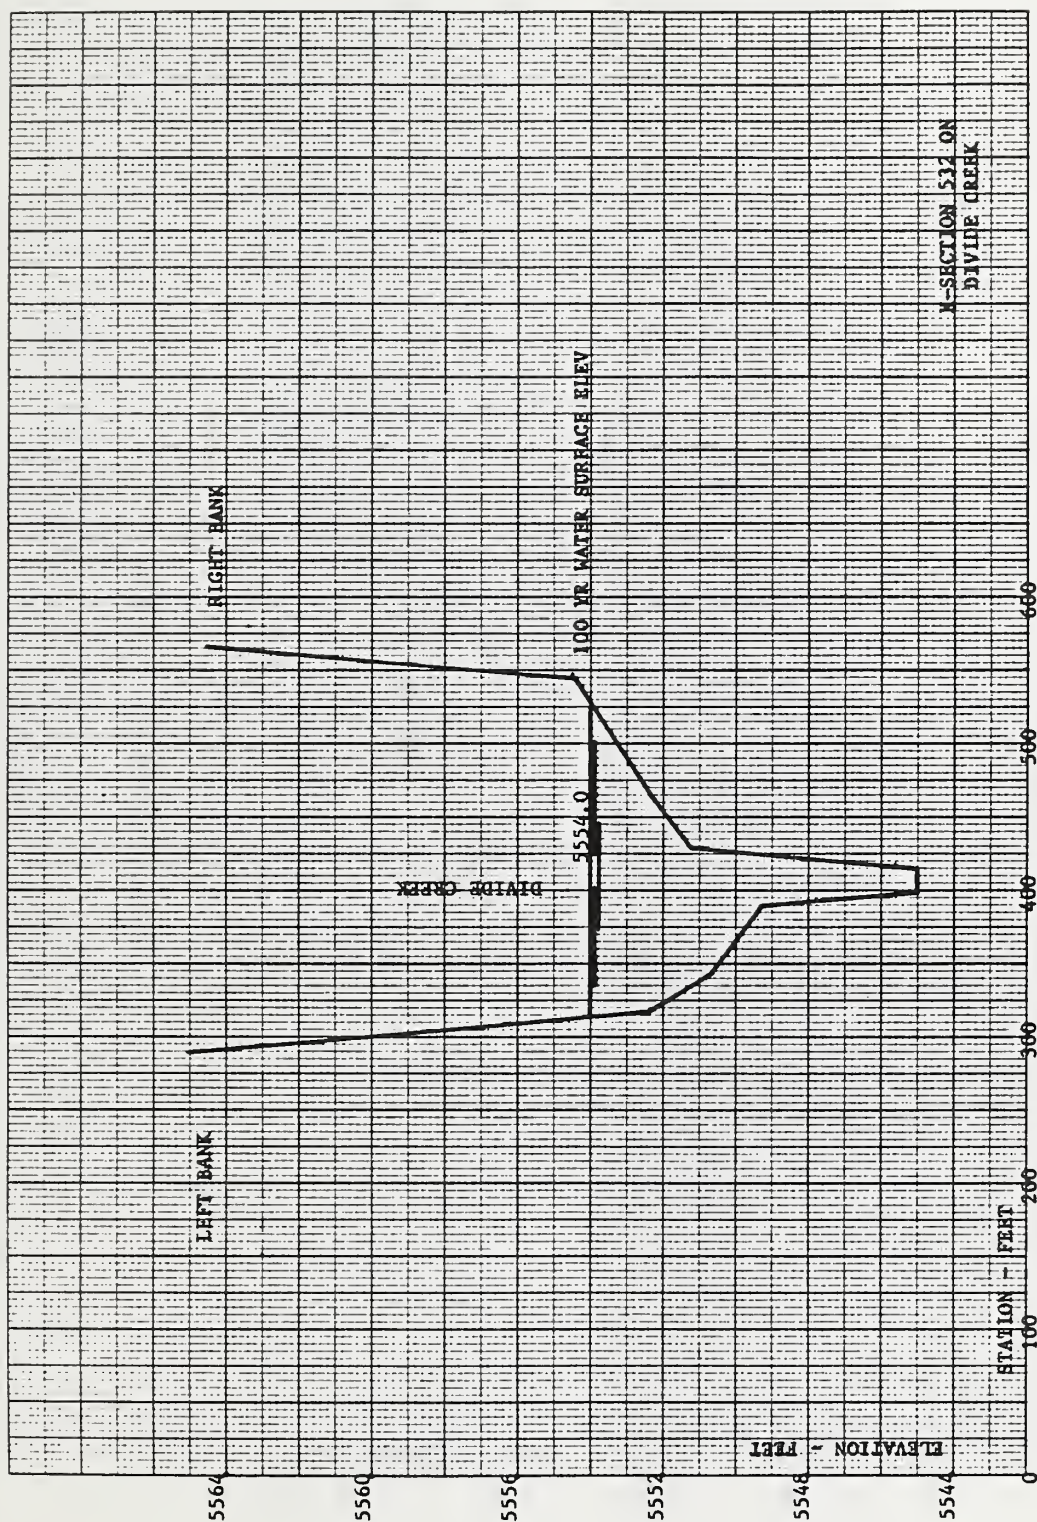 LEFT BANK
RIGHT BANK
DIVIDE CREEK
5554.0
100 YR WATER SURFACE ELEV
X-SECTION 532 ON
DIVIDE CREEK
ELEVATION - FEET
5564
5560
5556
5552
5548
5544
0
STATION - FEET
100
200
300
400
500
600